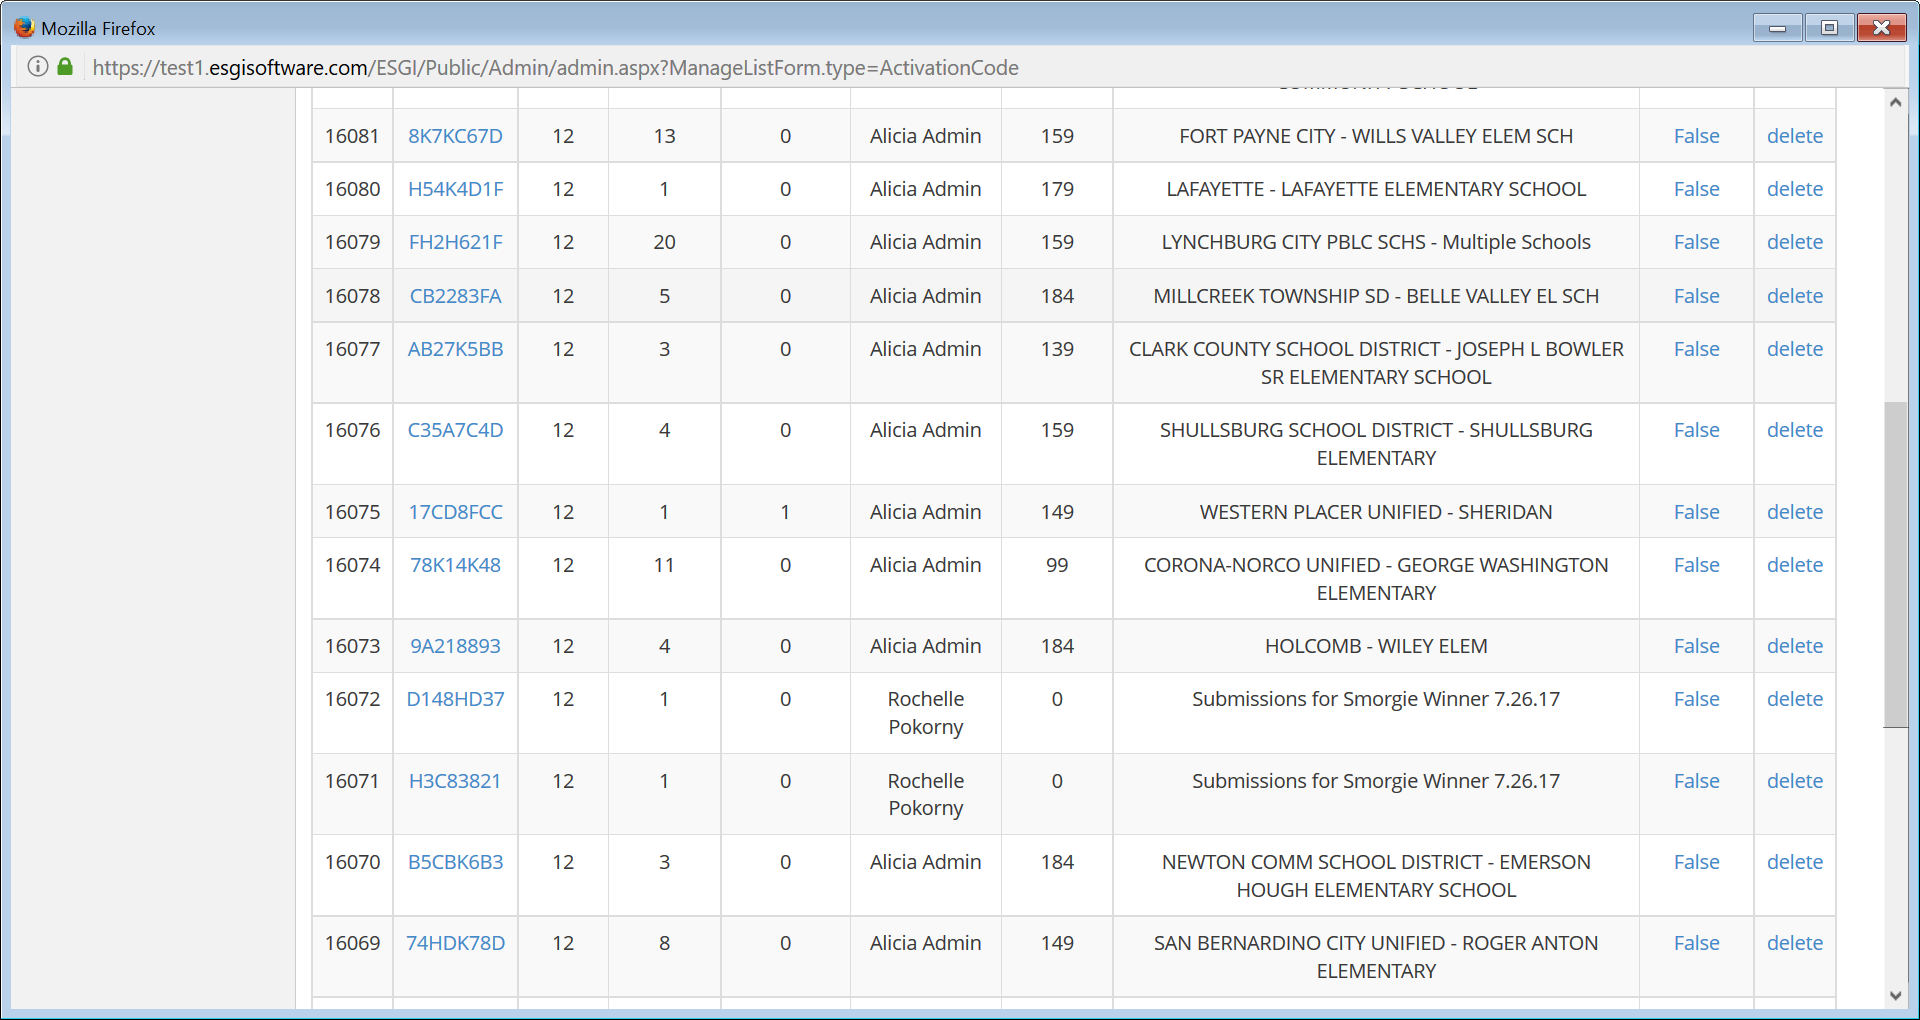 Mozilla Firefox
https://test1.esgisoftware.com/ESGI/Public/Admin/admin.aspx?ManageListForm.type=ActivationCode
16081 8K7KC67D 12 13 0 Alicia Admin 159 FORT PAYNE CITY - WILLS VALLEY ELEM SCH False delete
16080 H54K4D1F 12 1 0 Alicia Admin 179 LAFAYETTE - LAFAYETTE ELEMENTARY SCHOOL False delete
16079 FH2H621F 12 20 0 Alicia Admin 159 LYNCHBURG CITY PBLC SCHS - Multiple Schools False delete
16078 CB2283FA 12 5 0 Alicia Admin 184 MILLCREEK TOWNSHIP SD - BELLE VALLEY EL SCH False delete
16077 AB27K5BB 12 3 0 Alicia Admin 139 CLARK COUNTY SCHOOL DISTRICT - JOSEPH L BOWLER False delete
SR ELEMENTARY SCHOOL
16076 C35A7C4D 12 4 0 Alicia Admin 159 SHULLSBURG SCHOOL DISTRICT - SHULLSBURG False delete
ELEMENTARY
16075 17CD8FCC 12 1 1 Alicia Admin 149 WESTERN PLACER UNIFIED - SHERIDAN False delete
16074 78K14K48 12 11 0 Alicia Admin 99 CORONA-NORCO UNIFIED - GEORGE WASHINGTON False delete
ELEMENTARY
16073 9A218893 12 4 0 Alicia Admin 184 HOLCOMB - WILEY ELEM False delete
16072 D148HD37 12 1 0 Rochelle 0 Submissions for Smorgie Winner 7.26.17 False delete
Pokorny
16071 H3C83821 12 1 0 Rochelle 0 Submissions for Smorgie Winner 7.26.17 False delete
Pokorny
16070 B5CBK6B3 12 3 0 Alicia Admin 184 NEWTON COMM SCHOOL DISTRICT - EMERSON False delete
HOUGH ELEMENTARY SCHOOL
16069 74HDK78D 12 8 0 Alicia Admin 149 SAN BERNARDINO CITY UNIFIED - ROGER ANTON False delete
ELEMENTARY